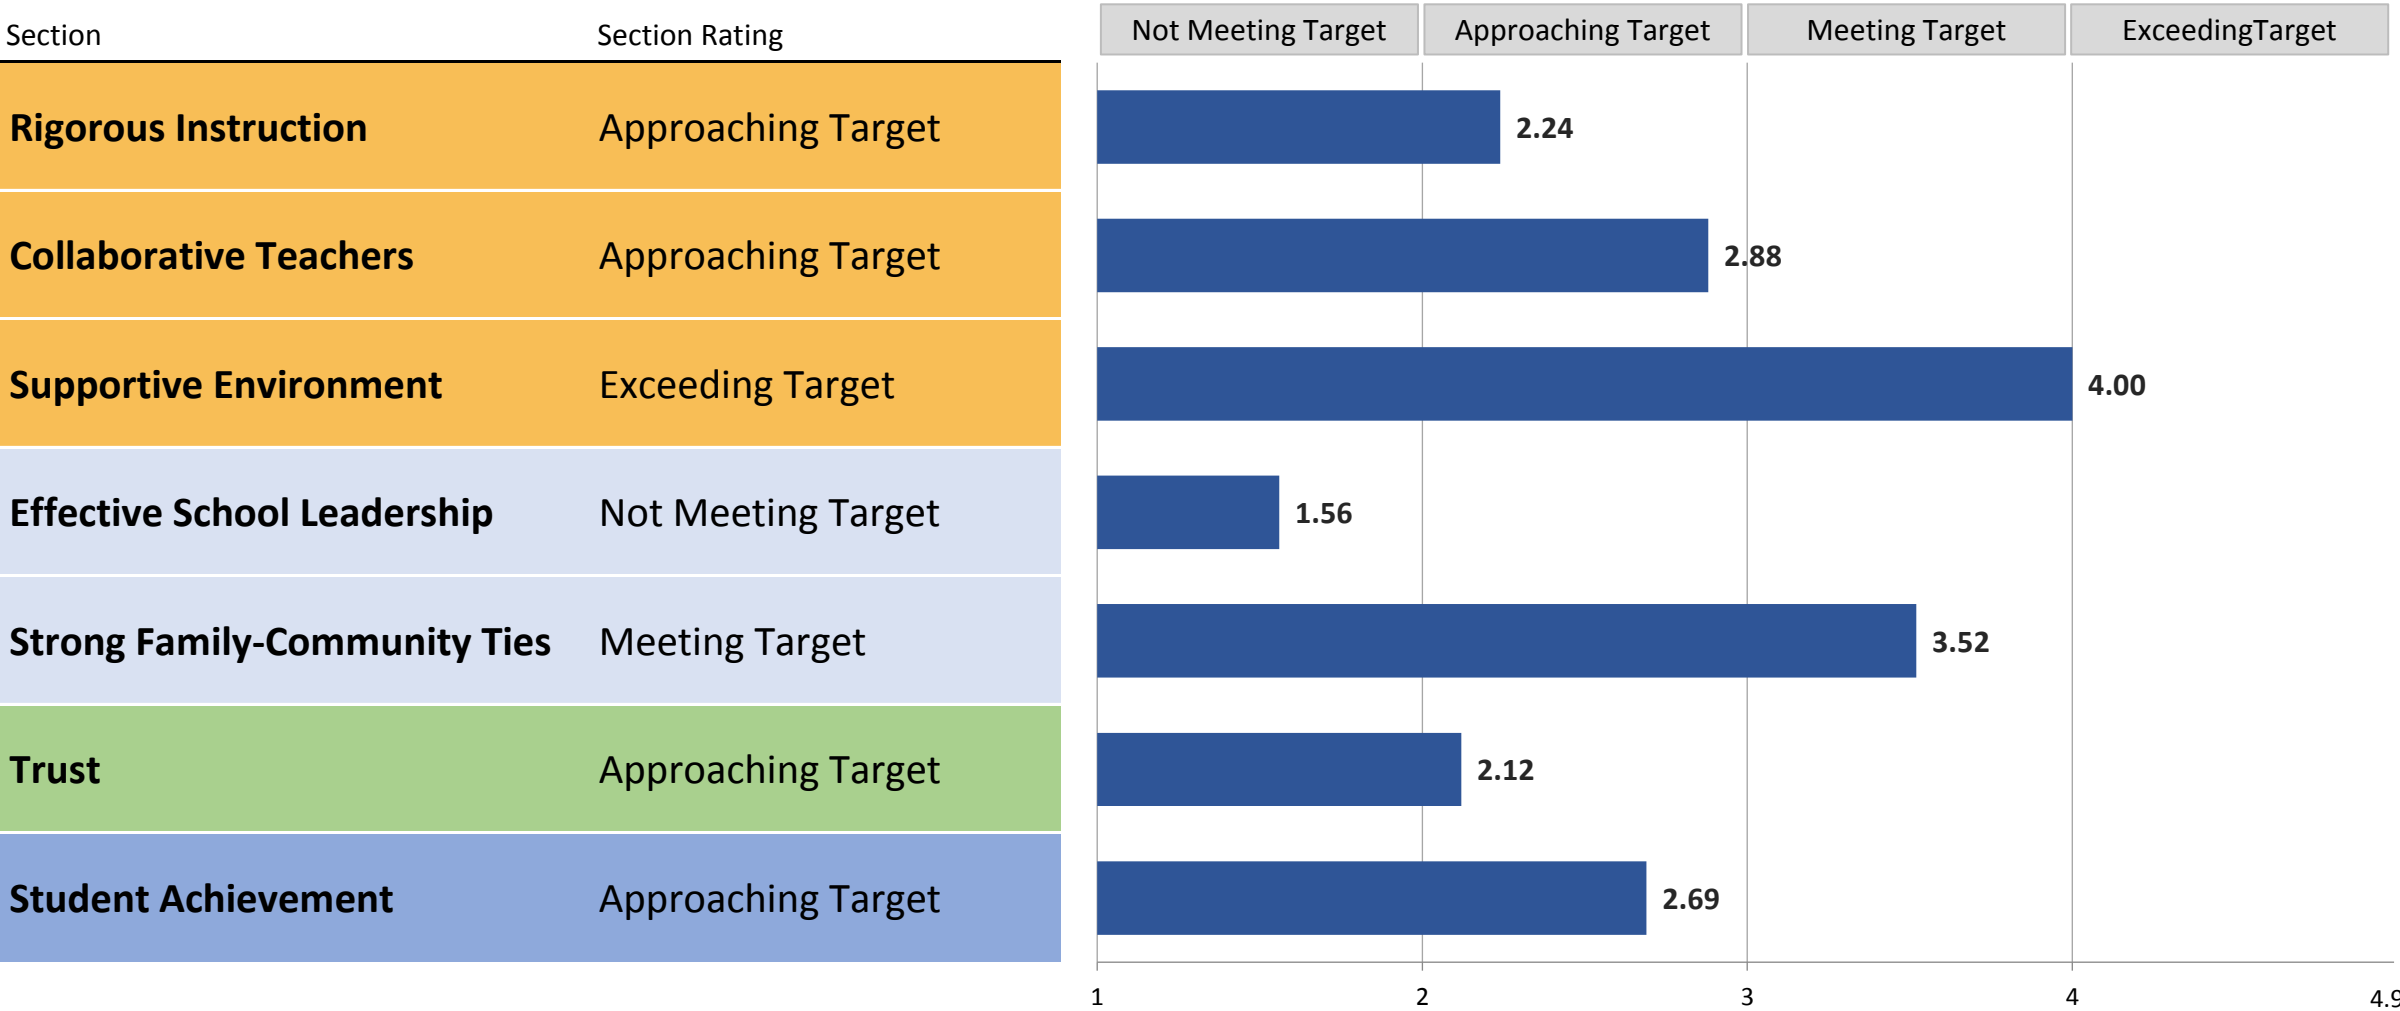 Section Section Rating Not Meeting Target Approaching Target Meeting Target ExceedingTarget
Rigorous Instruction Approaching Target 2.24
Collaborative Teachers Approaching Target 2.88
Supportive Environment Exceeding Target 4.00
Effective School Leadership Not Meeting Target 1.56
Strong Family-Community Ties Meeting Target 3.52
Trust Approaching Target 2.12
Student Achievement Approaching Target 2.69
1 2 3 4 4.9